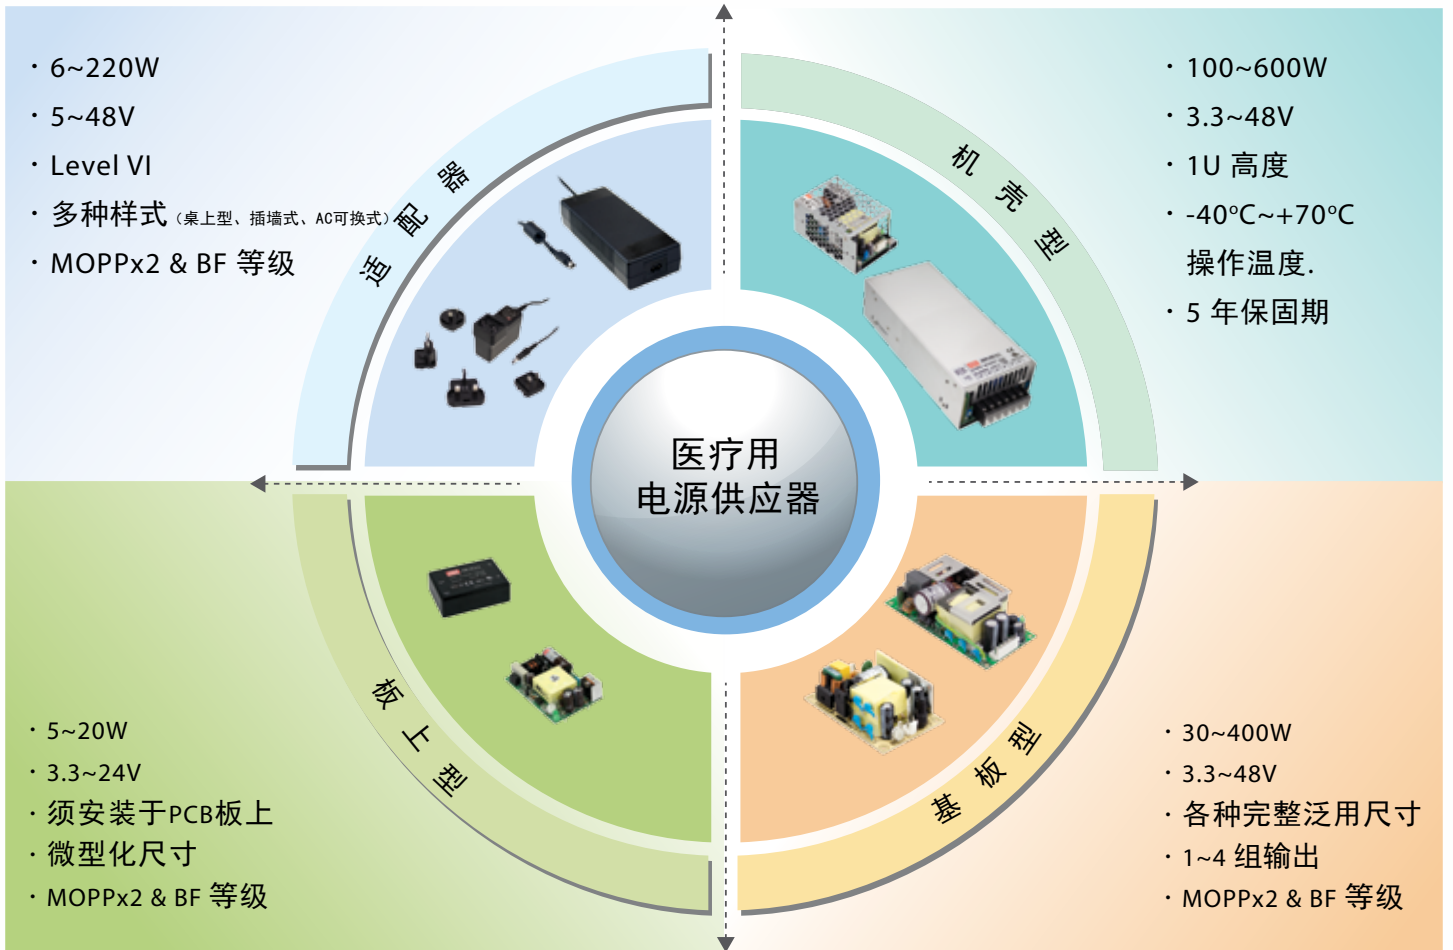 · 6~220W
· 5~48V
· Level VI
· 多种样式（桌上型、插墙式、AC可换式）
· MOPPx2 & BF 等级
适配器
· 100~600W
· 3.3~48V
· 1U 高度
· -40°C~+70°C
操作温度.
· 5 年保固期
机壳型
医疗用
电源供应器
· 5~20W
· 3.3~24V
· 须安装于PCB板上
· 微型化尺寸
· MOPPx2 & BF 等级
板上型
· 30~400W
· 3.3~48V
· 各种完整泛用尺寸
· 1~4 组输出
· MOPPx2 & BF 等级
基板型